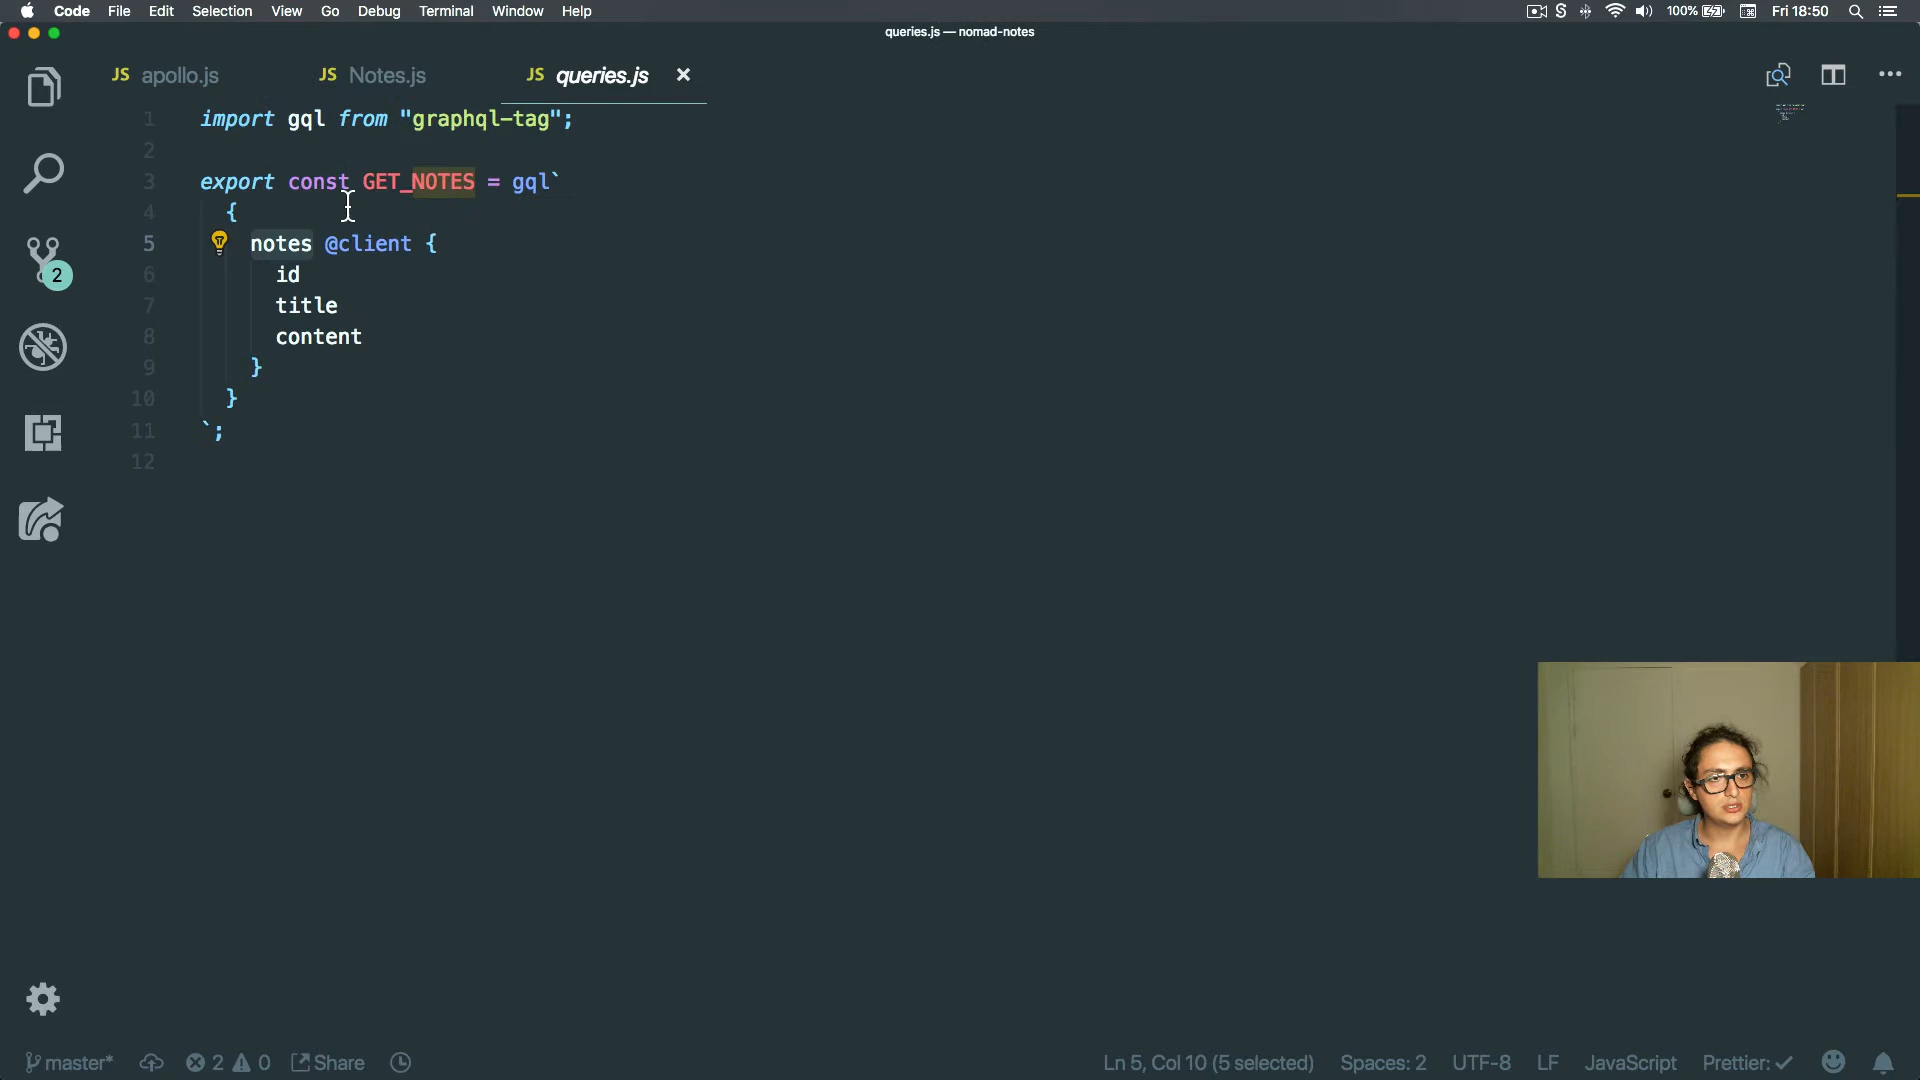 Code File Edit Selection View Go Debug Terminal Window Help 100% Fri 18:50
queries.js — nomad-notes
JS apollo.js JS Notes.js JS queries.js
1 import gql from "graphql-tag";
2
3 export const GET_NOTES = gql`
4 {
5 notes @client {
6 id
7 title
8 content
9 }
10 }
11 `;
12
2
master* 2 0 Share Ln 5, Col 10 (5 selected) Spaces: 2 UTF-8 LF JavaScript Prettier: ✓